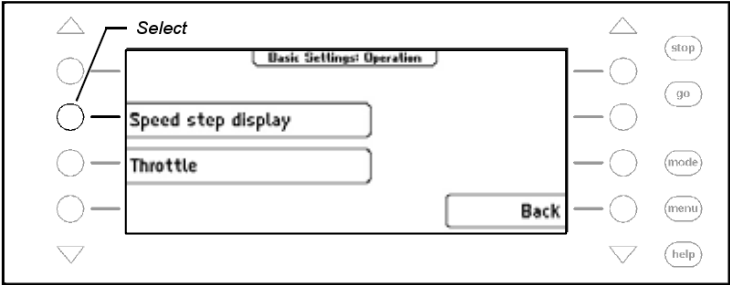 Select
Basic Settings: Operation
stop
go
Speed step display
Throttle
mode
Back
menu
help